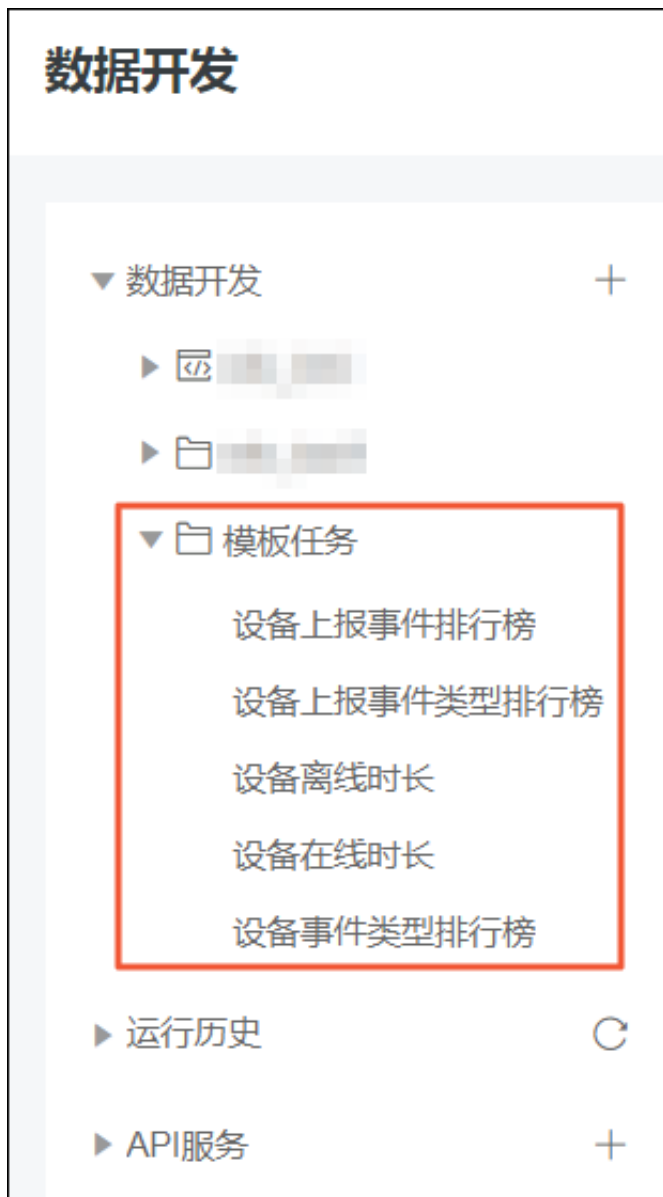 数据开发
数据开发
模板任务
设备上报事件排行榜
设备上报事件类型排行榜
设备离线时长
设备在线时长
设备事件类型排行榜
运行历史
API服务